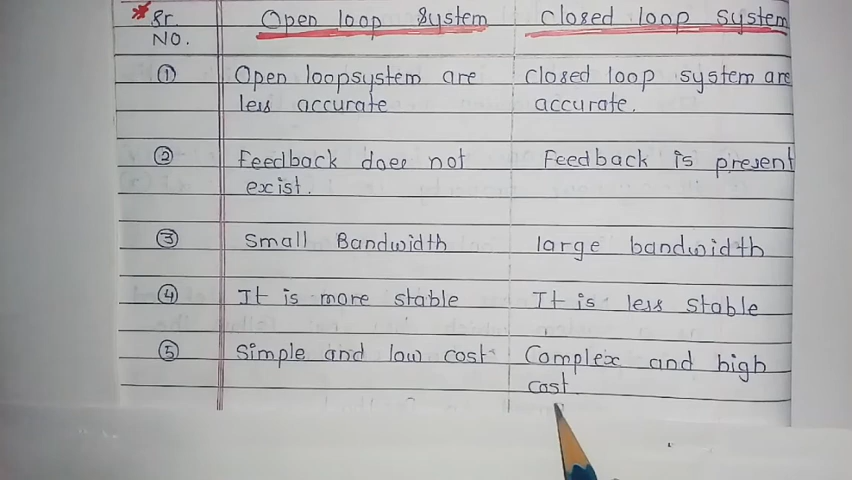 Sr. Open loop System Closed loop system
NO.
① Open loopsystem are closed loop system are
less accurate accurate.
② Feedback does not Feedback is present
exist.
③ Small Bandwidth large bandwidth
④ It is more stable It is less stable
⑤ Simple and low cost Complex and high
cost